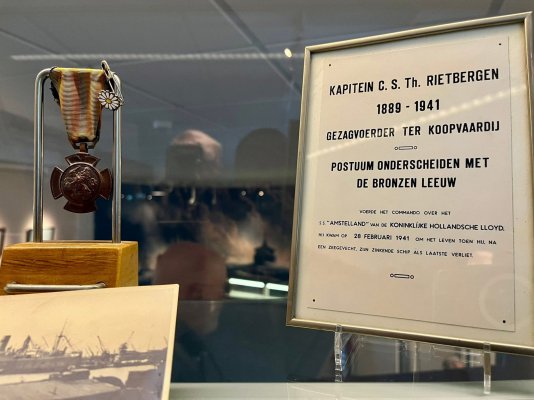 KAPITEIN C. S. Th. RIETBERGEN
1889 - 1941
GEZAGVOERDER TER KOOPVAARDIJ
POSTUUM ONDERSCHEIDEN MET
DE BRONZEN LEEUW
VOERDE HET COMMANDO OVER HET
S.S. "AMSTELLAND" VAN DE KONINKLIJKE HOLLANDSCHE LLOYD.
HIJ KWAM OP 28 FEBRUARI 1941 OM HET LEVEN TOEN HIJ, NA
EEN ZEEGEVECHT, ZIJN ZINKENDE SCHIP ALS LAATSTE VERLIET.